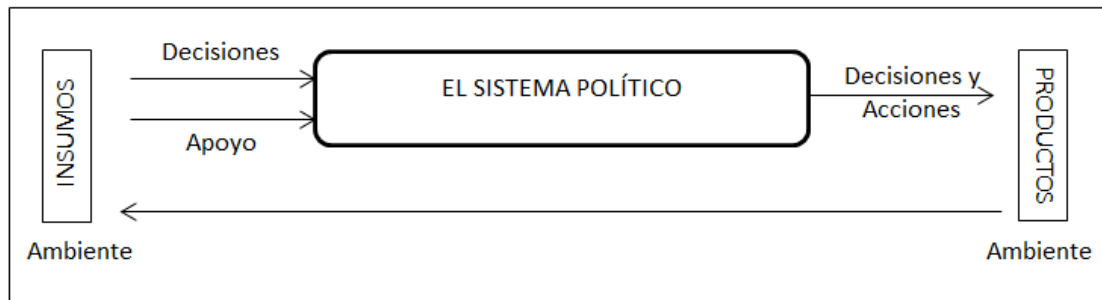 Decisiones
INSUMOS
Apoyo
Ambiente
EL SISTEMA POLÍTICO
Decisiones y
Acciones
PRODUCTOS
Ambiente